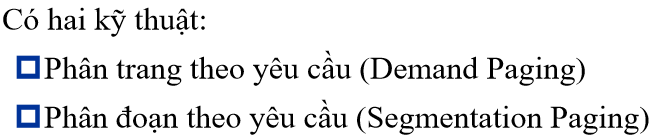 Có hai kỹ thuật:
Phân trang theo yêu cầu (Demand Paging)
Phân đoạn theo yêu cầu (Segmentation Paging)